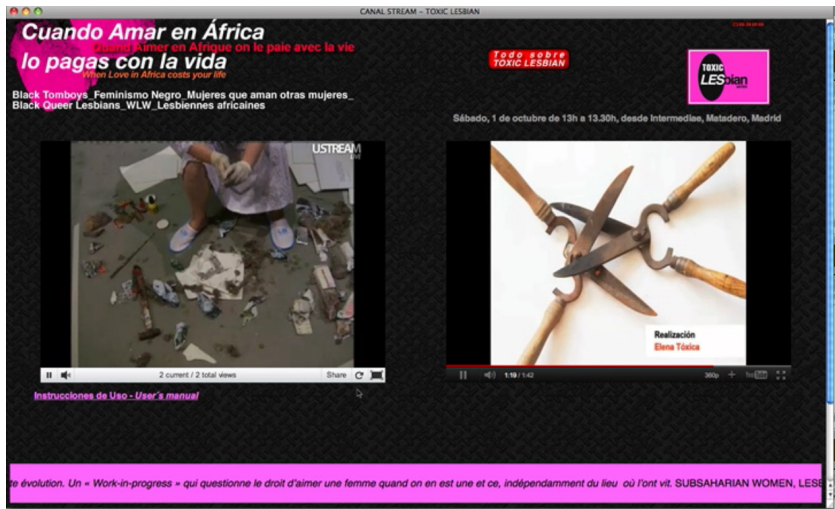 CANAL STREAM – TOXIC LESBIAN
Cuando Amar en África
Quand Aimer en Afrique on le paie avec la vie
lo pagas con la vida
When Love in Africa costs your life
Black Tomboys_Feminismo Negro_Mujeres que aman otras mujeres_
Black Queer Lesbians_WLW_Lesbiennes africaines
Todo sobre
TOXIC LESBIAN
TOXIC
LESbian
Sábado, 1 de octubre de 13h a 13.30h, desde Intermediae, Matadero, Madrid
USTREAM
LIVE
2 current / 2 total views
Share
Realización
Elena Tóxica
1:19 / 1:42
360p
You Tube
Instrucciones de Uso - User´s manual
te évolution. Un « Work-in-progress » qui questionne le droit d'aimer une femme quand on en est une et ce, indépendamment du lieu où l'ont vit. SUBSAHARIAN WOMEN, LESB